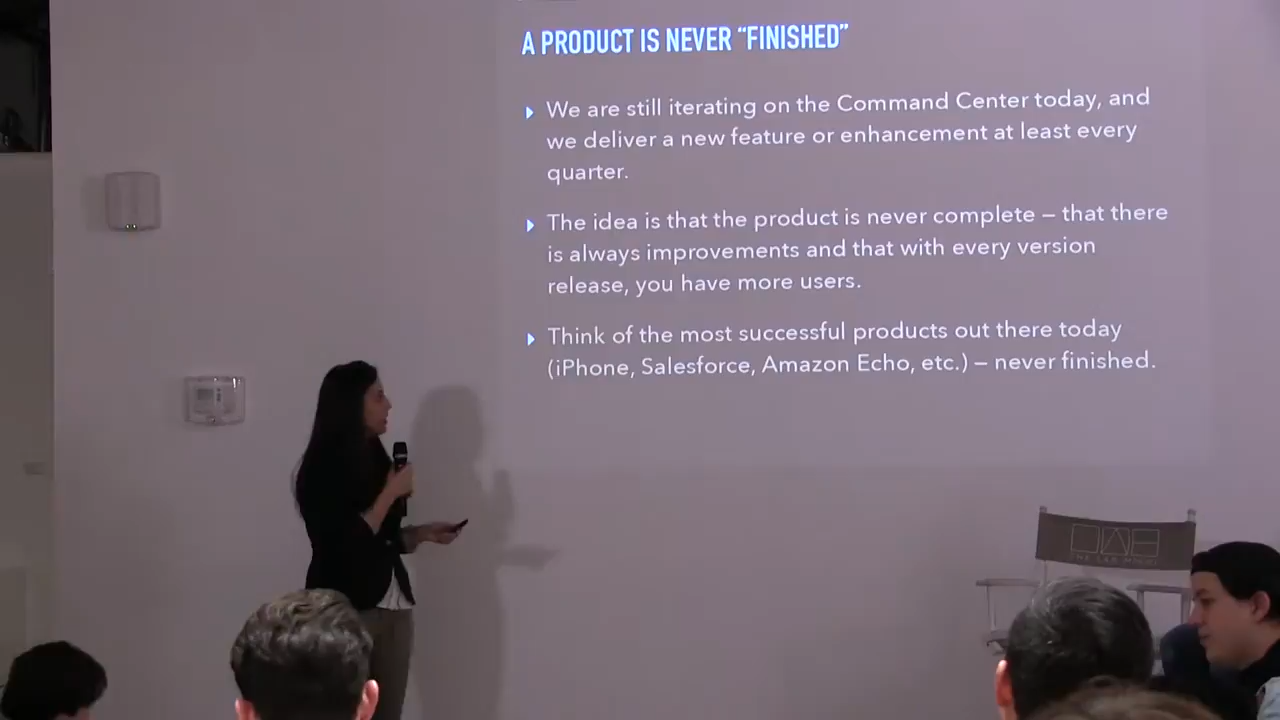 A PRODUCT IS NEVER “FINISHED”
We are still iterating on the Command Center today, and
we deliver a new feature or enhancement at least every
quarter.
The idea is that the product is never complete – that there
is always improvements and that with every version
release, you have more users.
Think of the most successful products out there today
(iPhone, Salesforce, Amazon Echo, etc.) – never finished.
THE LAB MIAMI